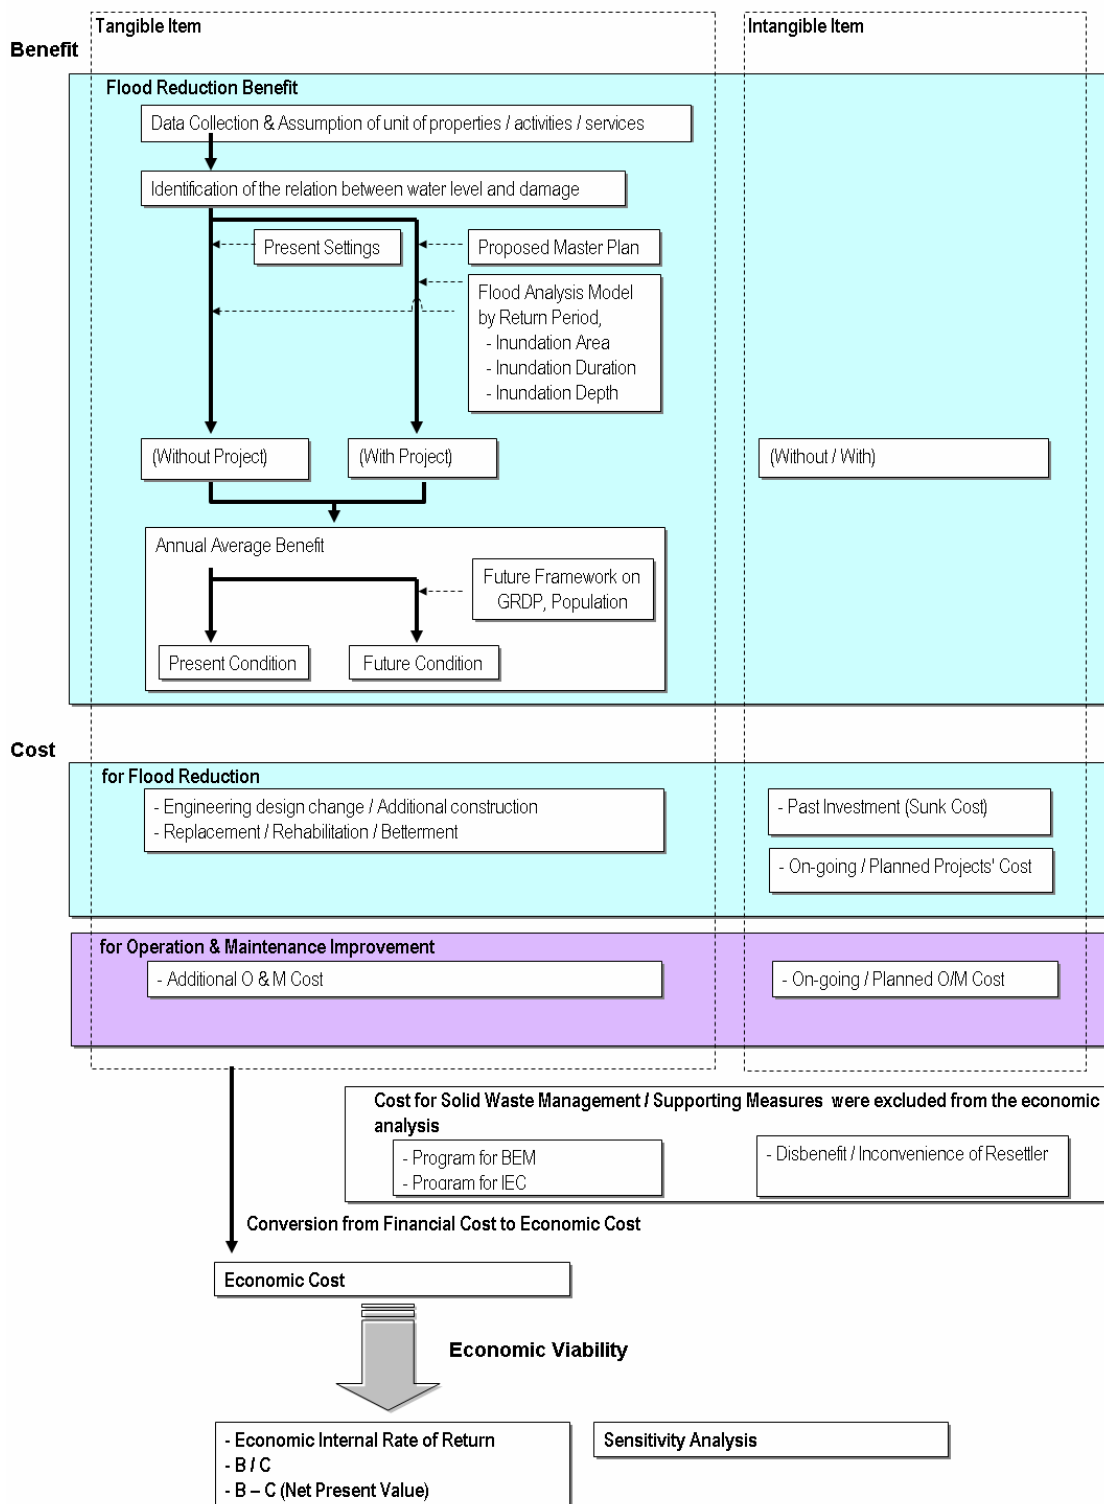 Tangible Item
Intangible Item
Benefit
Flood Reduction Benefit
Data Collection & Assumption of unit of properties / activities / services
Identification of the relation between water level and damage
Present Settings
Proposed Master Plan
Flood Analysis Model
by Return Period,
- Inundation Area
- Inundation Duration
- Inundation Depth
(Without Project)
(With Project)
(Without / With)
Annual Average Benefit
Future Framework on
GRDP, Population
Present Condition
Future Condition
Cost
for Flood Reduction
- Engineering design change / Additional construction
- Replacement / Rehabilitation / Betterment
- Past Investment (Sunk Cost)
- On-going / Planned Projects' Cost
for Operation & Maintenance Improvement
- Additional O & M Cost
- On-going / Planned O/M Cost
Cost for Solid Waste Management / Supporting Measures were excluded from the economic
analysis
- Program for BEM
- Program for IEC
- Disbenefit / Inconvenience of Resettler
Conversion from Financial Cost to Economic Cost
Economic Cost
Economic Viability
- Economic Internal Rate of Return
- B / C
- B – C (Net Present Value)
Sensitivity Analysis